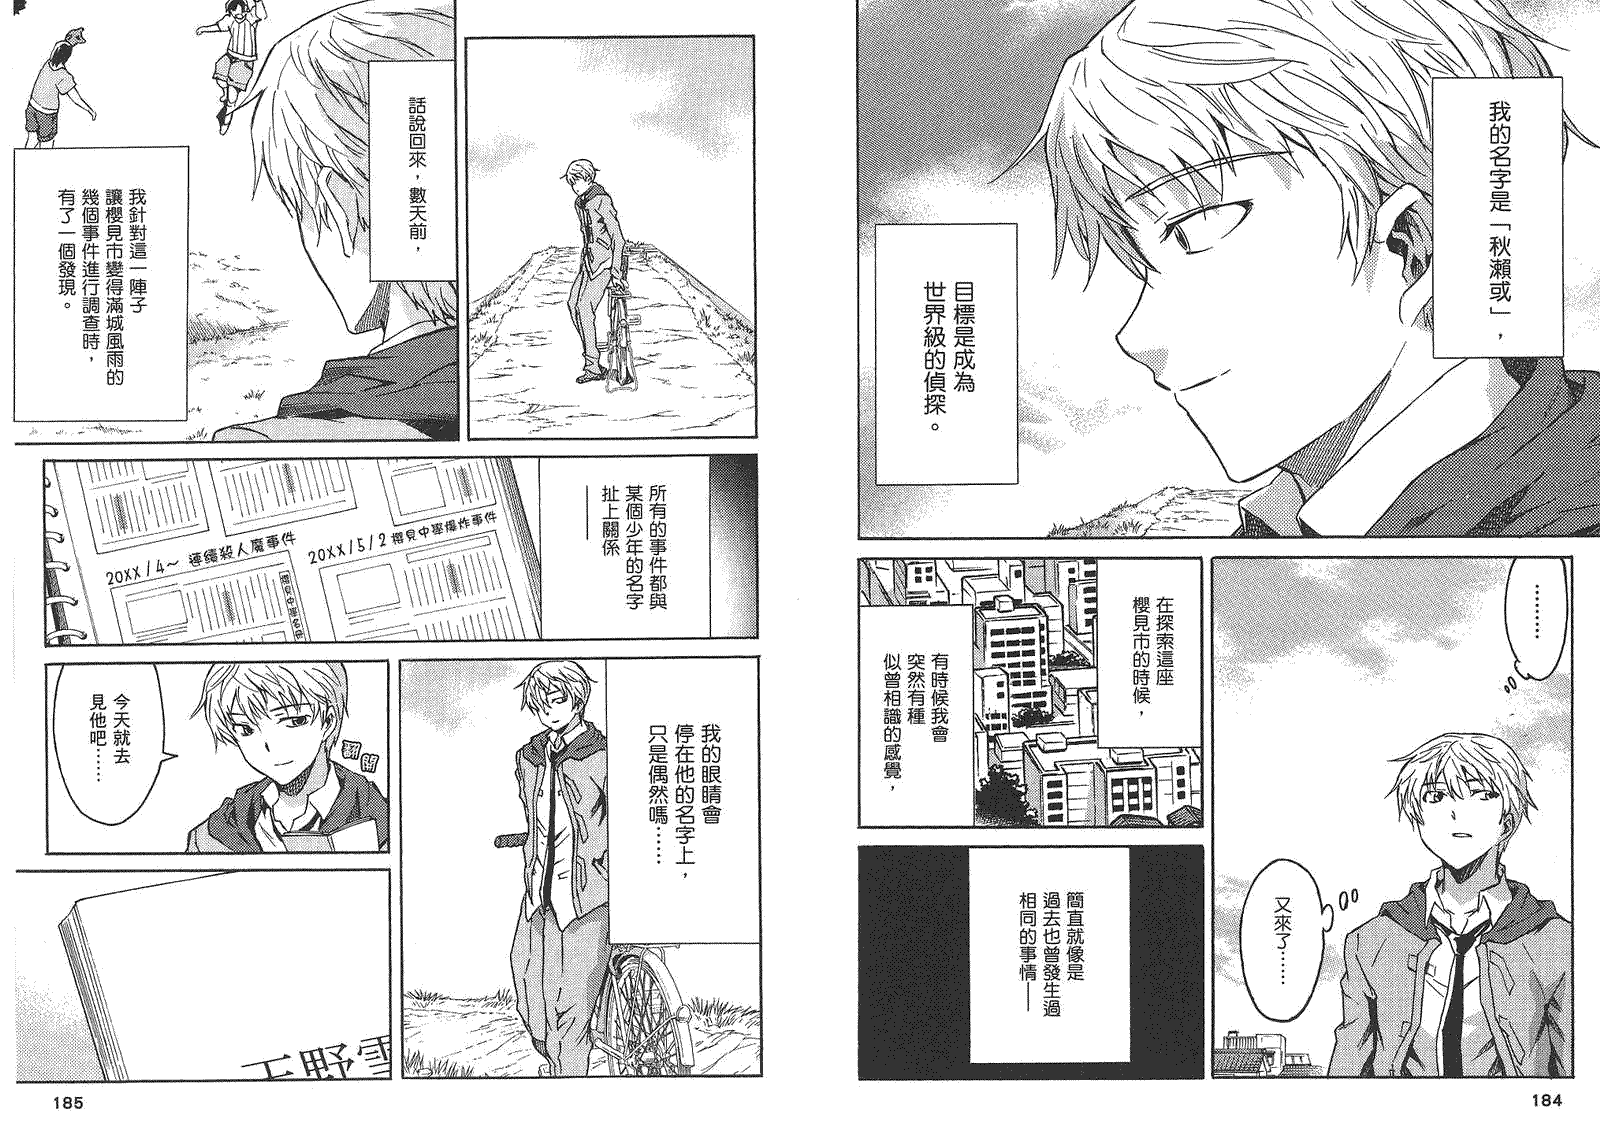 我的名字是「秋瀨或」，
目標是成為
世界級的偵探。
⋯⋯⋯
又來了⋯⋯
在探索這座
櫻見市的時候，
有時候我會
突然有種
似曾相識的感覺，
簡直就像是
過去也曾發生過
相同的事情——
184
話說回來，數天前，
我針對這一陣子
讓櫻見市變得滿城風雨的
幾個事件進行調查時，
有了一個發現。
所有的事件都與
某個少年的名字
扯上關係
——
20XX/5/2 櫻見中學爆炸事件
20XX/4～ 連續殺人魔事件
櫻見中學名冊
我的眼睛會
停在他的名字上，
只是偶然嗎⋯⋯
今天就去
見他吧⋯⋯
翻開
天野雪
185